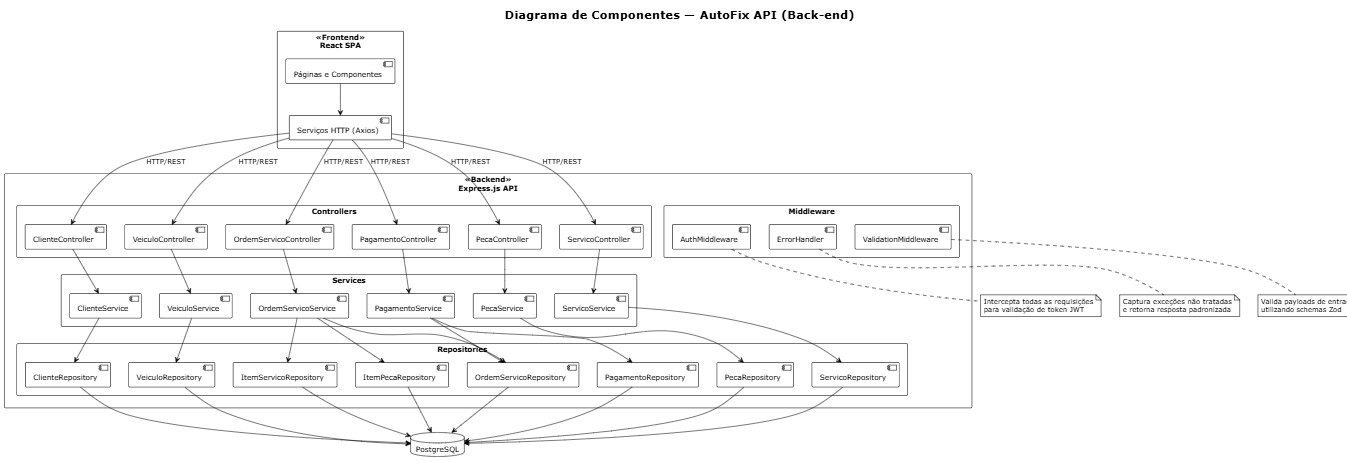 Diagrama de Componentes — AutoFix API (Back-end)
«Frontend»
React SPA
Páginas e Componentes
Serviços HTTP (Axios)
HTTP/REST
HTTP/REST
HTTP/REST
HTTP/REST
HTTP/REST
HTTP/REST
«Backend»
Express.js API
Controllers
ClienteController
VeiculoController
OrdemServicoController
PagamentoController
PecaController
ServicoController
Middleware
AuthMiddleware
ErrorHandler
ValidationMiddleware
Services
ClienteService
VeiculoService
OrdemServicoService
PagamentoService
PecaService
ServicoService
Intercepta todas as requisições
para validação de token JWT
Captura exceções não tratadas
e retorna resposta padronizada
Valida payloads de entra
utilizando schemas Zod
Repositories
ClienteRepository
VeiculoRepository
ItemServicoRepository
ItemPecaRepository
OrdemServicoRepository
PagamentoRepository
PecaRepository
ServicoRepository
PostgreSQL